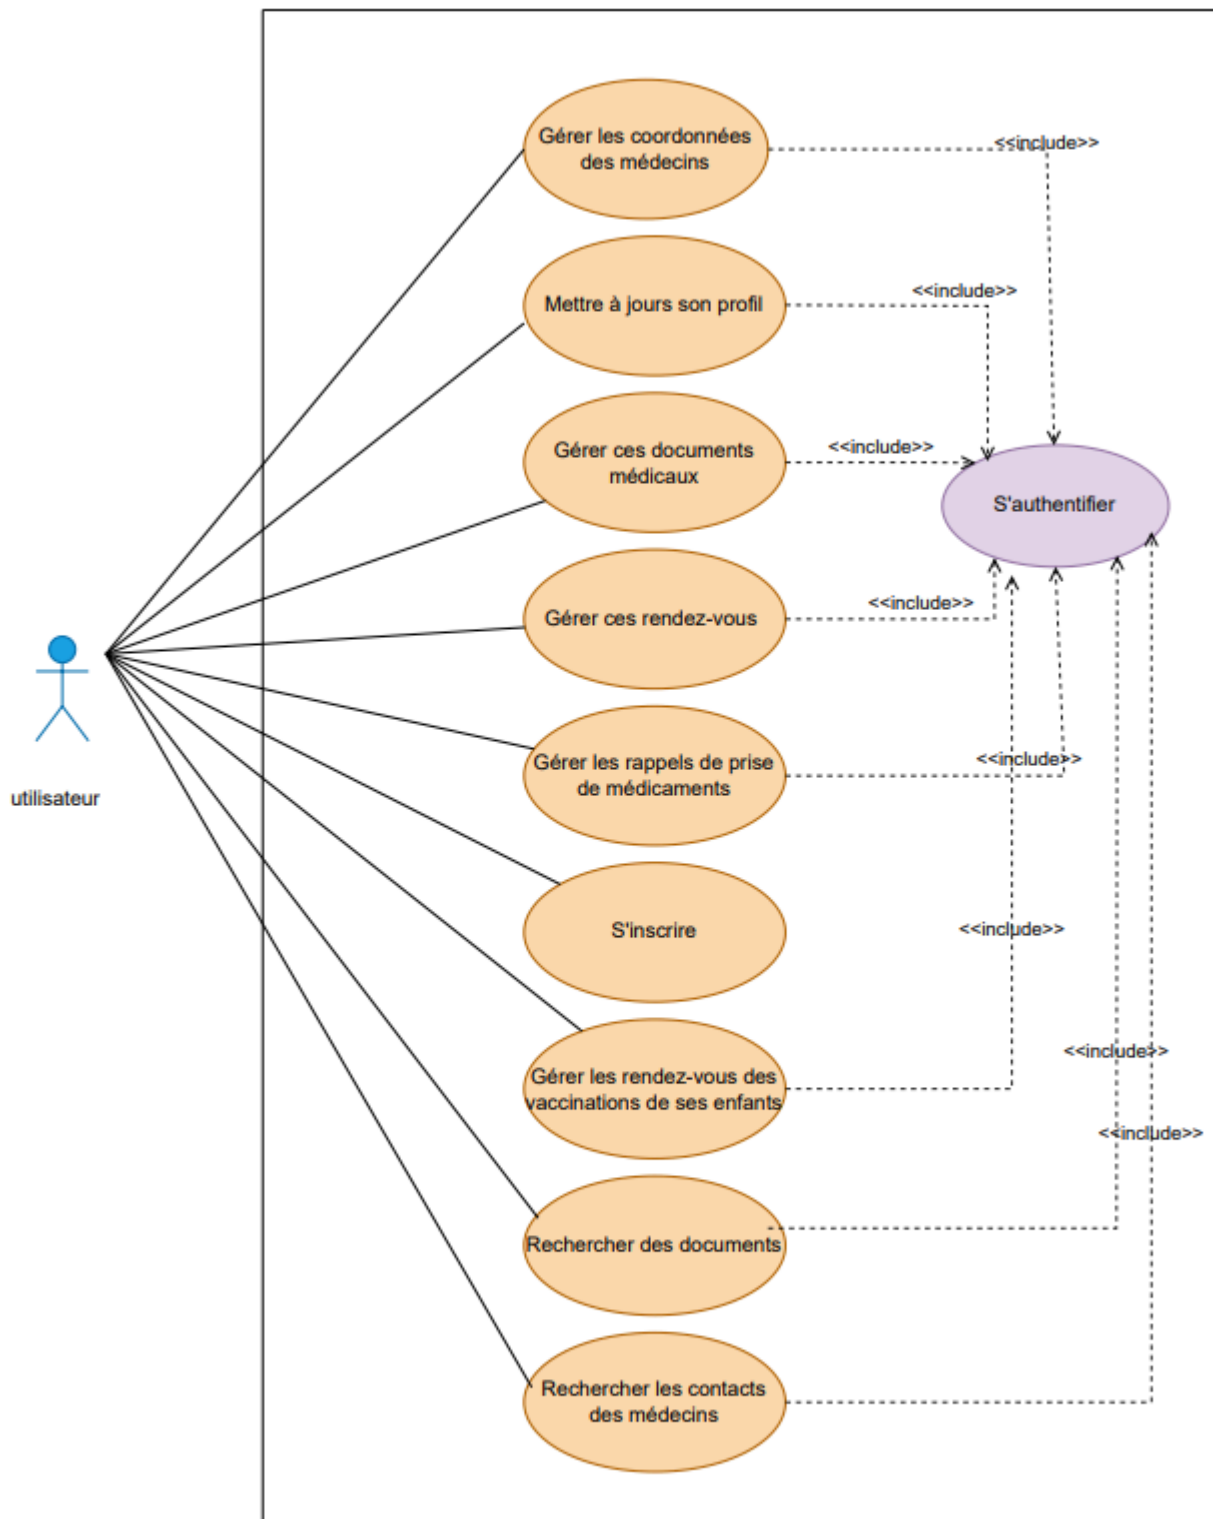 Gérer les coordonnées
des médecins
<<include>>
Mettre à jours son profil
<<include>>
Gérer ces documents
médicaux
<<include>>
S'authentifier
Gérer ces rendez-vous
<<include>>
utilisateur
Gérer les rappels de prise
de médicaments
<<include>>
S'inscrire
<<include>>
Gérer les rendez-vous des
vaccinations de ses enfants
<<include>>
<<include>>
Rechercher des documents
Rechercher les contacts
des médecins